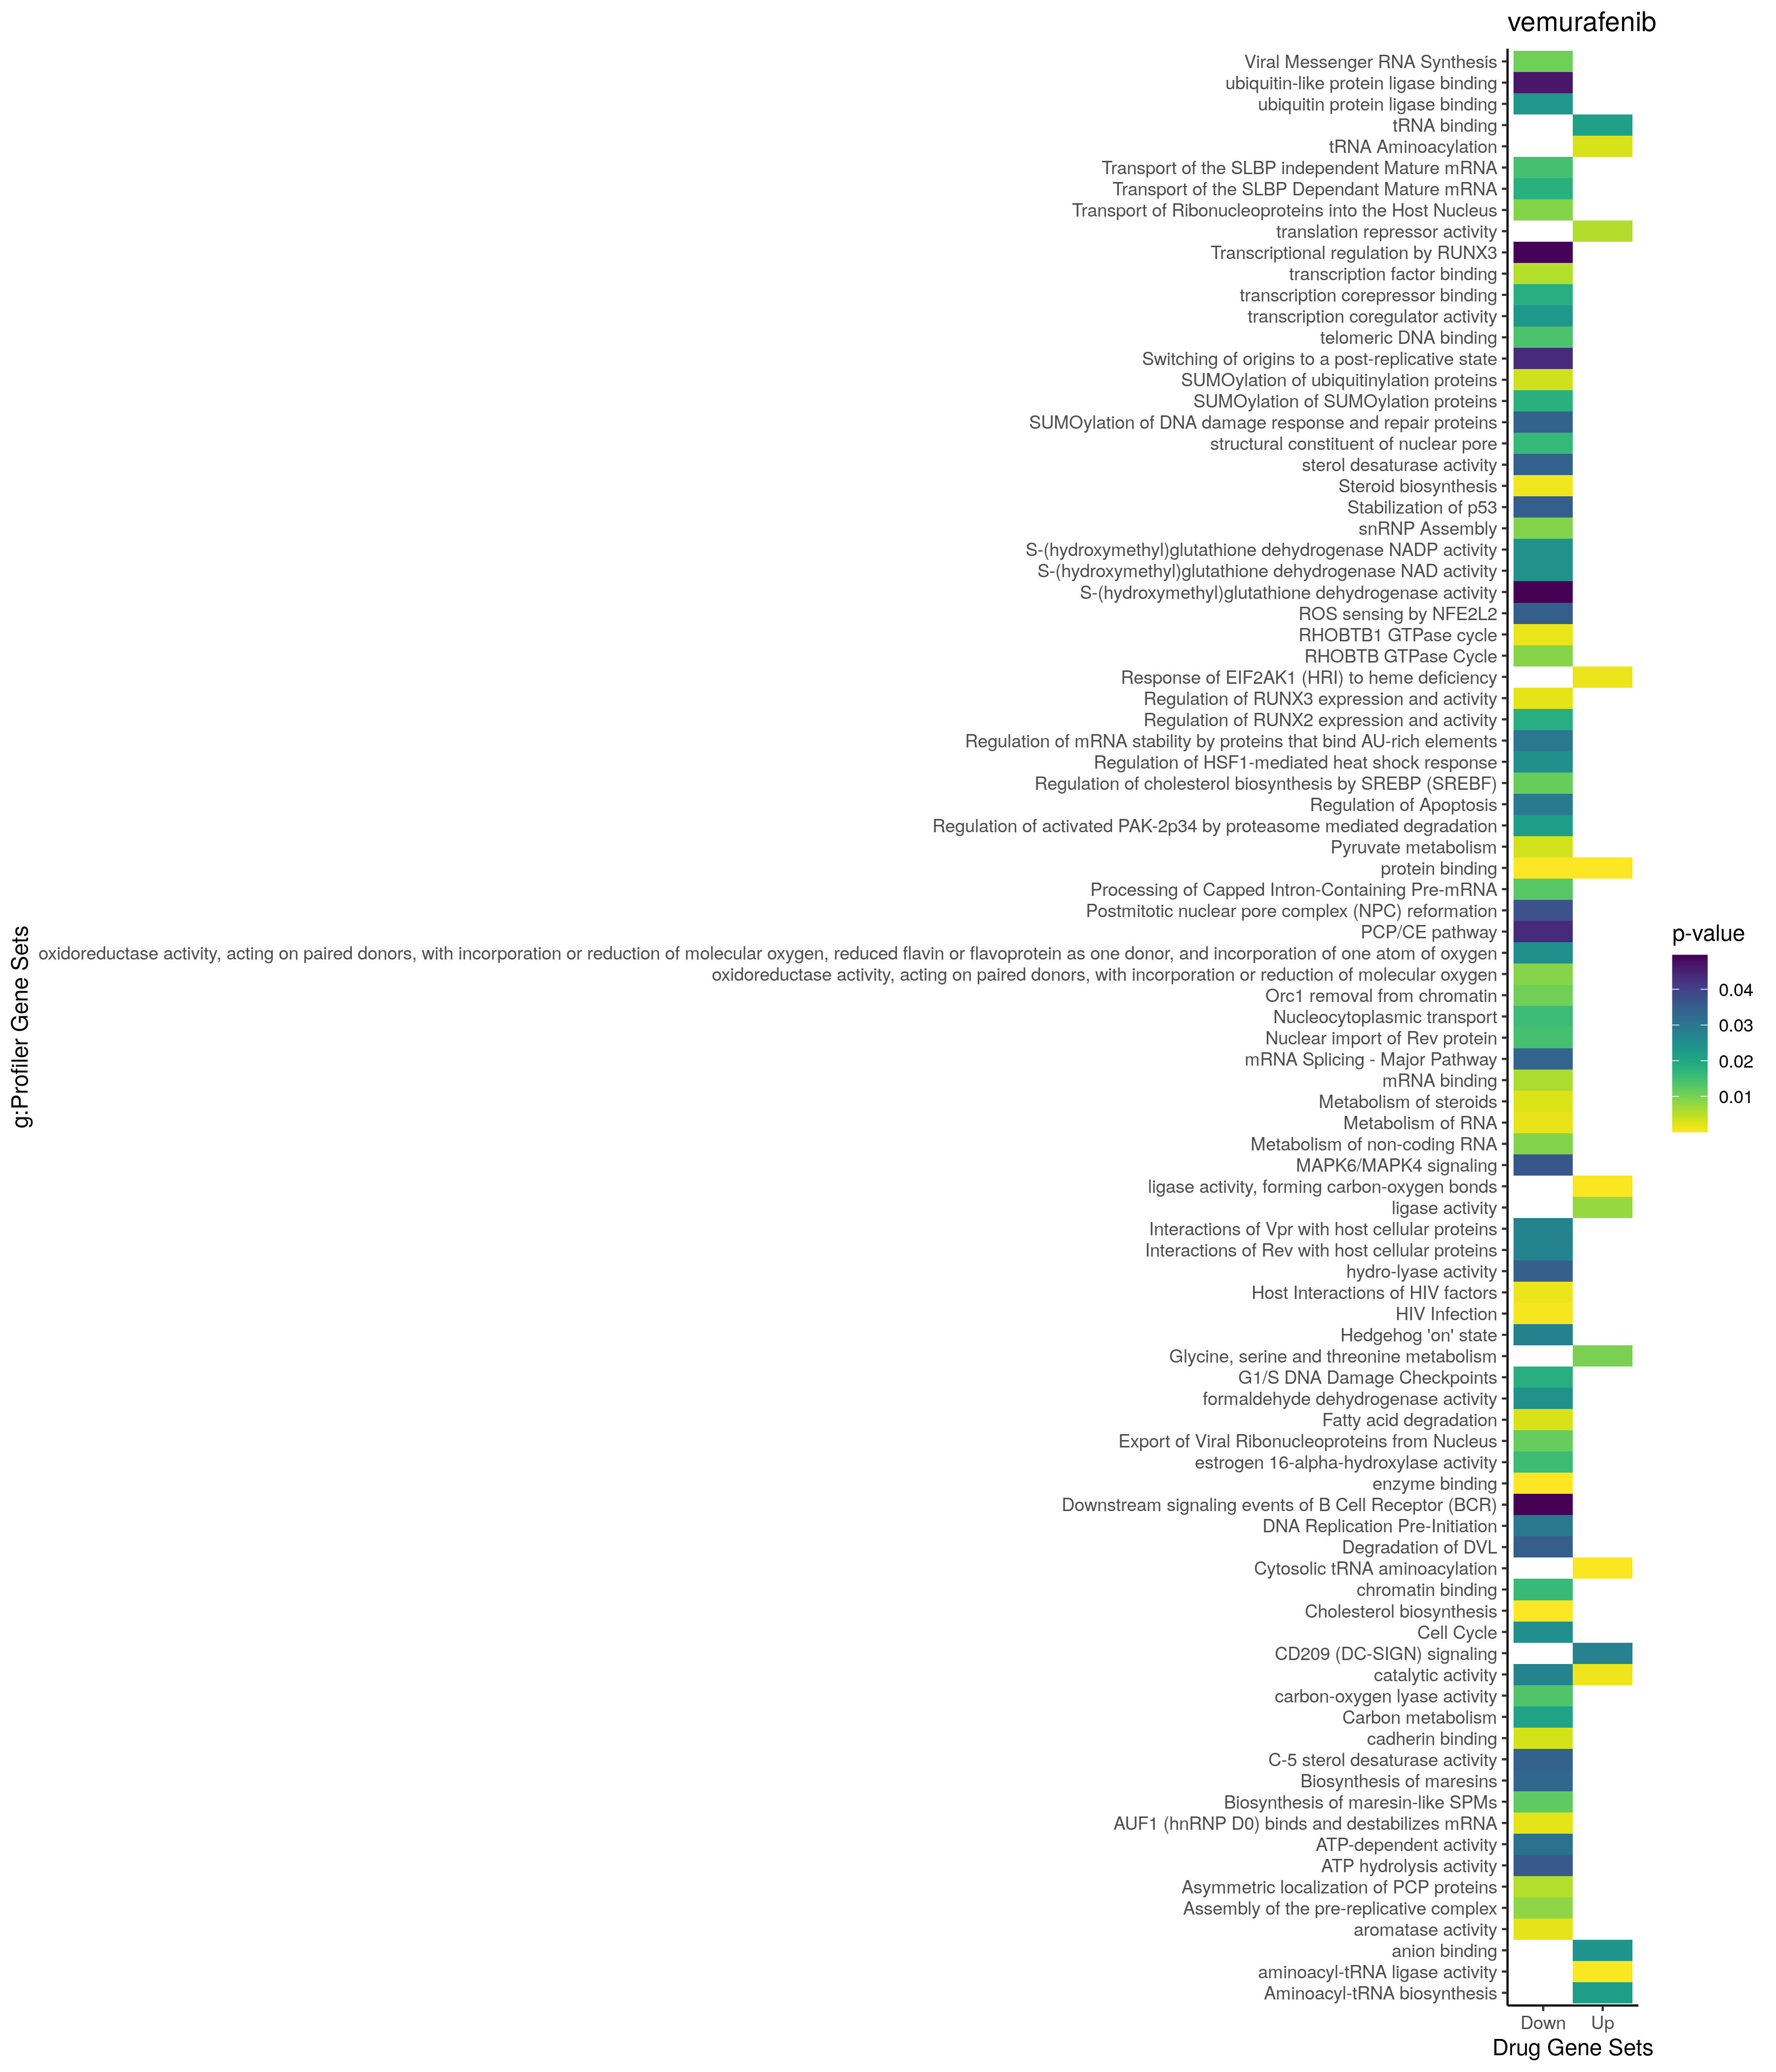 vemurafenib
Viral Messenger RNA Synthesis
ubiquitin-like protein ligase binding
ubiquitin protein ligase binding
tRNA binding
tRNA Aminoacylation
Transport of the SLBP independent Mature mRNA
Transport of the SLBP Dependant Mature mRNA
Transport of Ribonucleoproteins into the Host Nucleus
translation repressor activity
Transcriptional regulation by RUNX3
transcription factor binding
transcription corepressor binding
transcription coregulator activity
telomeric DNA binding
Switching of origins to a post-replicative state
SUMOylation of ubiquitinylation proteins
SUMOylation of SUMOylation proteins
SUMOylation of DNA damage response and repair proteins
structural constituent of nuclear pore
sterol desaturase activity
Steroid biosynthesis
Stabilization of p53
snRNP Assembly
S-(hydroxymethyl)glutathione dehydrogenase NADP activity
S-(hydroxymethyl)glutathione dehydrogenase NAD activity
S-(hydroxymethyl)glutathione dehydrogenase activity
ROS sensing by NFE2L2
RHOBTB1 GTPase cycle
RHOBTB GTPase Cycle
Response of EIF2AK1 (HRI) to heme deficiency
Regulation of RUNX3 expression and activity
Regulation of RUNX2 expression and activity
Regulation of mRNA stability by proteins that bind AU-rich elements
Regulation of HSF1-mediated heat shock response
Regulation of cholesterol biosynthesis by SREBP (SREBF)
Regulation of Apoptosis
Regulation of activated PAK-2p34 by proteasome mediated degradation
Pyruvate metabolism
protein binding
Processing of Capped Intron-Containing Pre-mRNA
Postmitotic nuclear pore complex (NPC) reformation
PCP/CE pathway
oxidoreductase activity, acting on paired donors, with incorporation or reduction of molecular oxygen, reduced flavin or flavoprotein as one donor, and incorporation of one atom of oxygen
oxidoreductase activity, acting on paired donors, with incorporation or reduction of molecular oxygen
Orc1 removal from chromatin
Nucleocytoplasmic transport
Nuclear import of Rev protein
mRNA Splicing - Major Pathway
mRNA binding
Metabolism of steroids
Metabolism of RNA
Metabolism of non-coding RNA
MAPK6/MAPK4 signaling
ligase activity, forming carbon-oxygen bonds
ligase activity
Interactions of Vpr with host cellular proteins
Interactions of Rev with host cellular proteins
hydro-lyase activity
Host Interactions of HIV factors
HIV Infection
Hedgehog 'on' state
Glycine, serine and threonine metabolism
G1/S DNA Damage Checkpoints
formaldehyde dehydrogenase activity
Fatty acid degradation
Export of Viral Ribonucleoproteins from Nucleus
estrogen 16-alpha-hydroxylase activity
enzyme binding
Downstream signaling events of B Cell Receptor (BCR)
DNA Replication Pre-Initiation
Degradation of DVL
Cytosolic tRNA aminoacylation
chromatin binding
Cholesterol biosynthesis
Cell Cycle
CD209 (DC-SIGN) signaling
catalytic activity
carbon-oxygen lyase activity
Carbon metabolism
cadherin binding
C-5 sterol desaturase activity
Biosynthesis of maresins
Biosynthesis of maresin-like SPMs
AUF1 (hnRNP D0) binds and destabilizes mRNA
ATP-dependent activity
ATP hydrolysis activity
Asymmetric localization of PCP proteins
Assembly of the pre-replicative complex
aromatase activity
anion binding
aminoacyl-tRNA ligase activity
Aminoacyl-tRNA biosynthesis
Down Up
Drug Gene Sets
g:Profiler Gene Sets
p-value
0.04
0.03
0.02
0.01